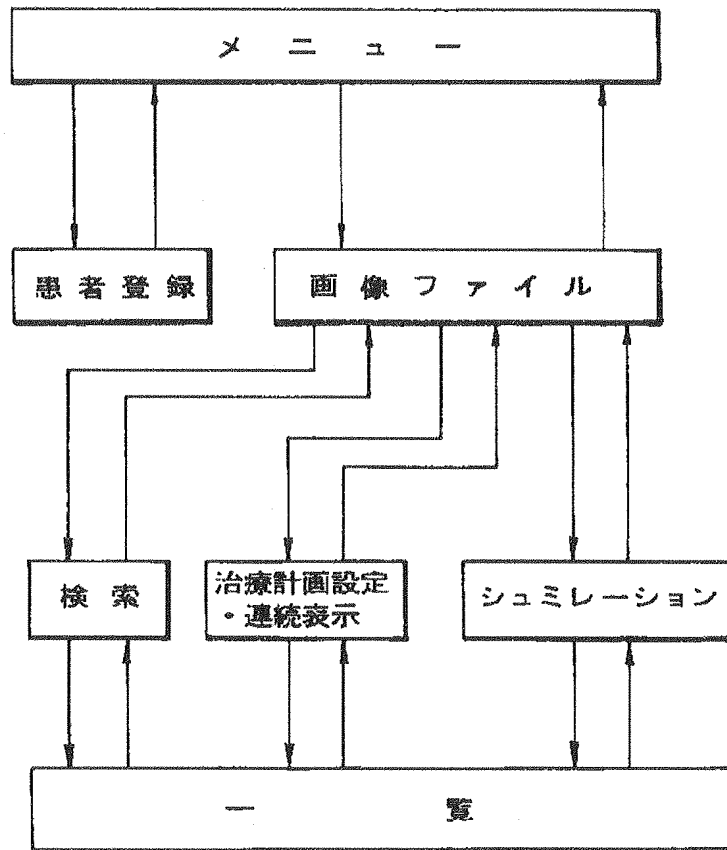 メニュー
患者登録
画像ファイル
検索
治療計画設定
・連続表示
シュミレーション
一覧